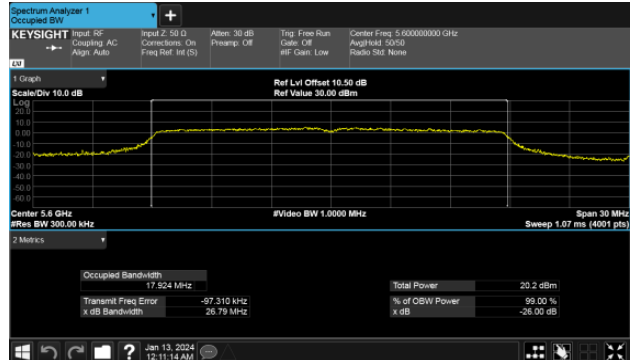 Spectrum Analyzer 1
Occupied BW
KEYSIGHT
Input: RF
Coupling: AC
Align: Auto
Input Z: 50 Ω
Corrections: On
Freq Ref: Int (S)
Atten: 30 dB
Preamp: Off
Trig: Free Run
Gate: Off
#IF Gain: Low
Center Freq: 5.600000000 GHz
Avg|Hold: 50/50
Radio Std: None
LXI
1 Graph
Scale/Div 10.0 dB
Ref Lvl Offset 10.50 dB
Ref Value 30.00 dBm
Log
20.0
10.0
0.00
-10.0
-20.0
-30.0
-40.0
-50.0
-60.0
Center 5.6 GHz
#Video BW 1.0000 MHz
Span 30 MHz
#Res BW 300.00 kHz
Sweep 1.07 ms (4001 pts)
2 Metrics
Occupied Bandwidth
17.924 MHz
Total Power 20.2 dBm
Transmit Freq Error -97.310 kHz
% of OBW Power 99.00 %
x dB Bandwidth 26.79 MHz
x dB -26.00 dB
?
Jan 13, 2024
12:11:14 AM